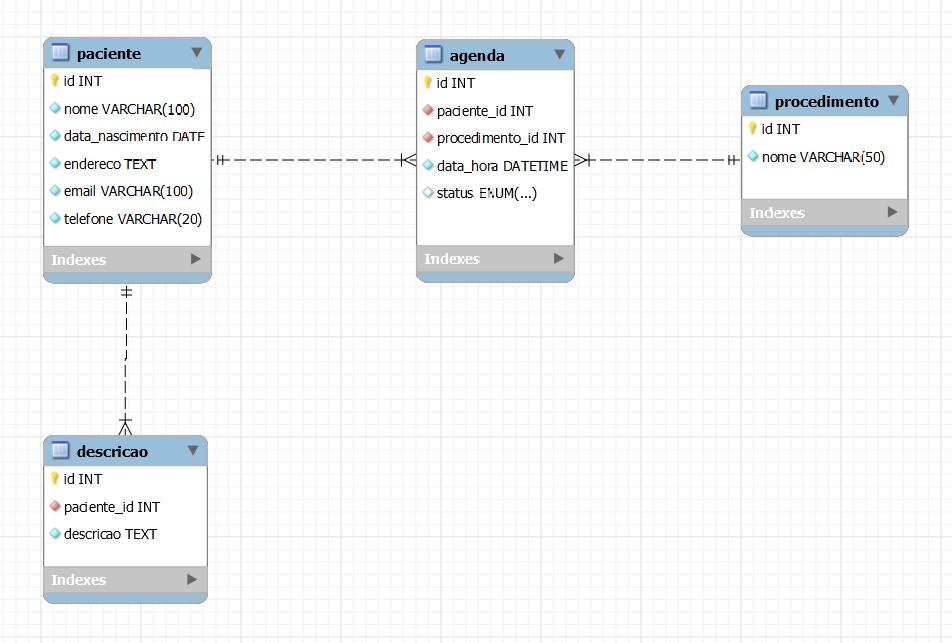 paciente
id INT
nome VARCHAR(100)
data_nascimento DATE
endereco TEXT
email VARCHAR(100)
telefone VARCHAR(20)
Indexes
agenda
id INT
paciente_id INT
procedimento_id INT
data_hora DATETIME
status ENUM(...)
Indexes
procedimento
id INT
nome VARCHAR(50)
Indexes
descricao
id INT
paciente_id INT
descricao TEXT
Indexes